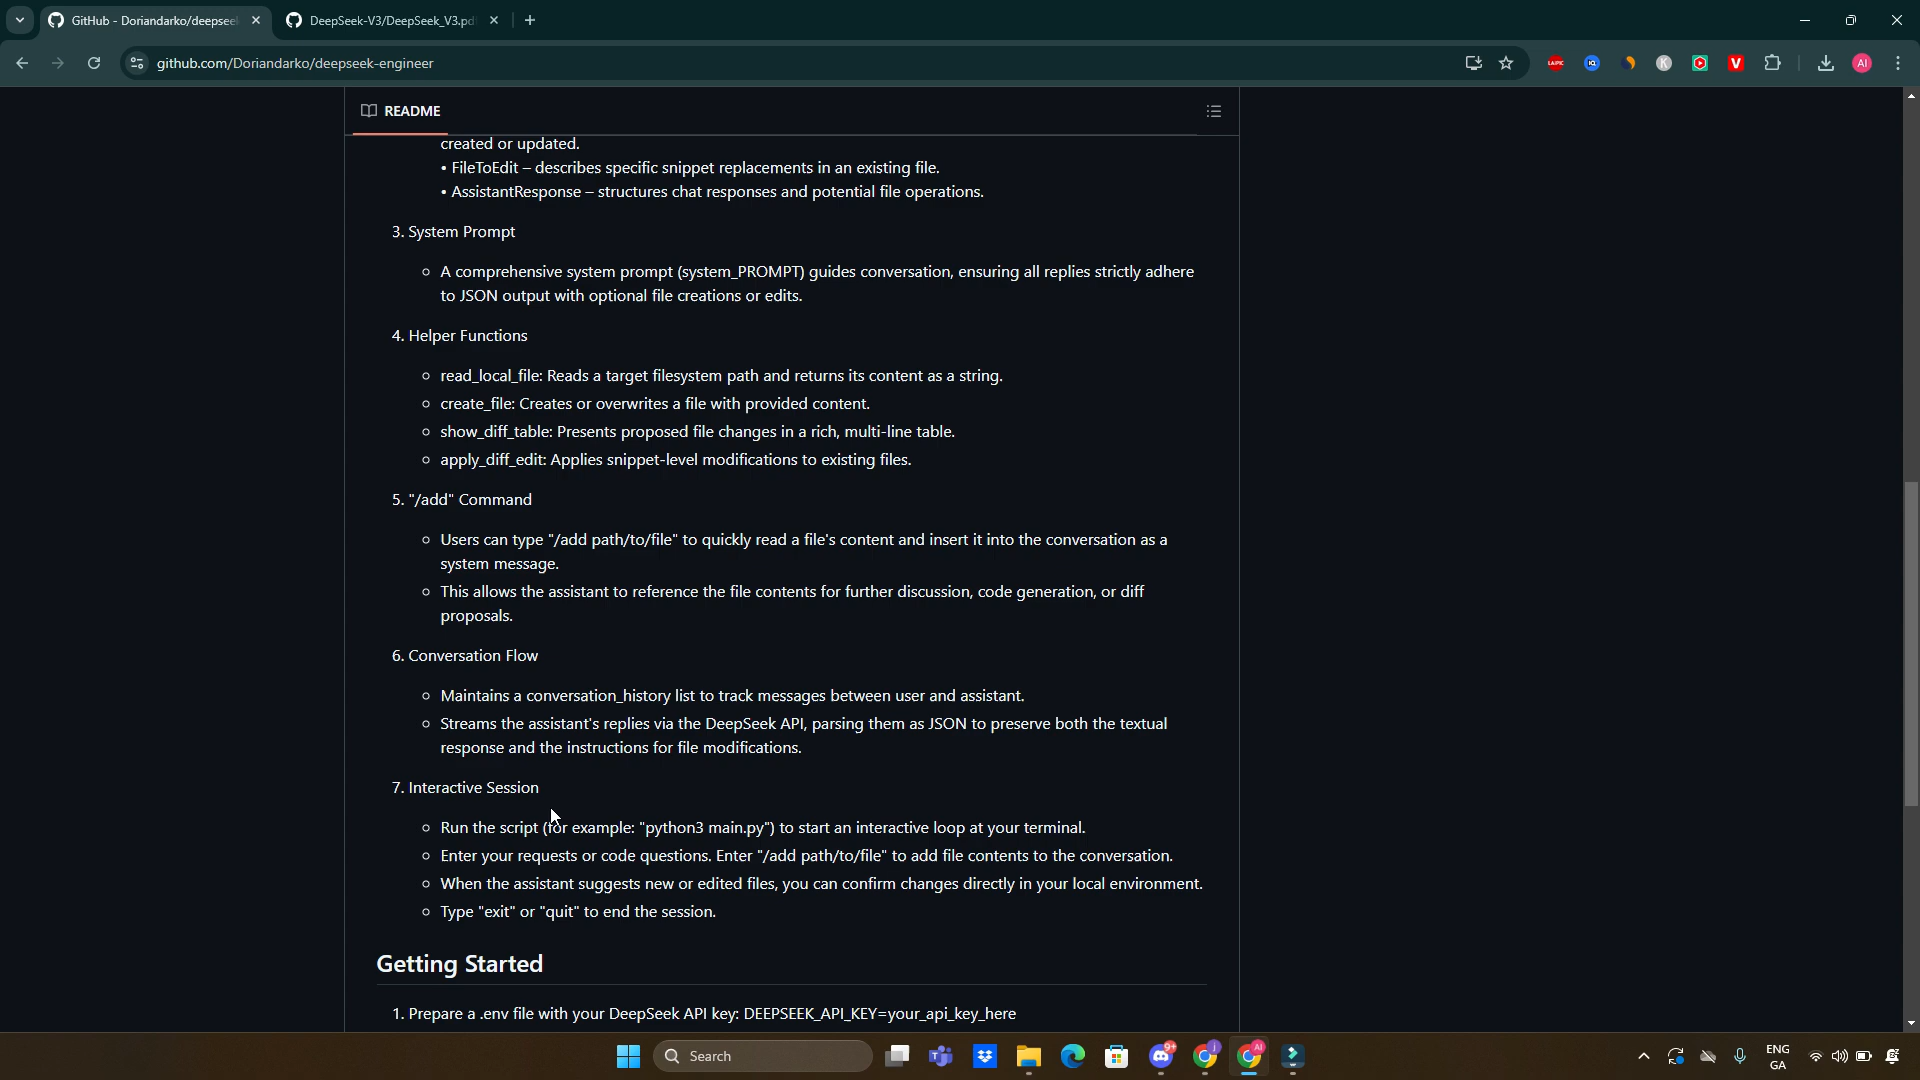 GitHub - Doriandarko/deepsee
DeepSeek-V3/DeepSeek_V3.pd
github.com/Doriandarko/deepseek-engineer
AI
README
created or updated.
• FileToEdit – describes specific snippet replacements in an existing file.
• AssistantResponse – structures chat responses and potential file operations.
3. System Prompt
A comprehensive system prompt (system_PROMPT) guides conversation, ensuring all replies strictly adhere
to JSON output with optional file creations or edits.
4. Helper Functions
read_local_file: Reads a target filesystem path and returns its content as a string.
create_file: Creates or overwrites a file with provided content.
show_diff_table: Presents proposed file changes in a rich, multi-line table.
apply_diff_edit: Applies snippet-level modifications to existing files.
5. "/add" Command
Users can type "/add path/to/file" to quickly read a file's content and insert it into the conversation as a
system message.
This allows the assistant to reference the file contents for further discussion, code generation, or diff
proposals.
6. Conversation Flow
Maintains a conversation_history list to track messages between user and assistant.
Streams the assistant's replies via the DeepSeek API, parsing them as JSON to preserve both the textual
response and the instructions for file modifications.
7. Interactive Session
Run the script (for example: "python3 main.py") to start an interactive loop at your terminal.
Enter your requests or code questions. Enter "/add path/to/file" to add file contents to the conversation.
When the assistant suggests new or edited files, you can confirm changes directly in your local environment.
Type "exit" or "quit" to end the session.
Getting Started
1. Prepare a .env file with your DeepSeek API key: DEEPSEEK_API_KEY=your_api_key_here
Search
9+
j
AI
ENG
GA